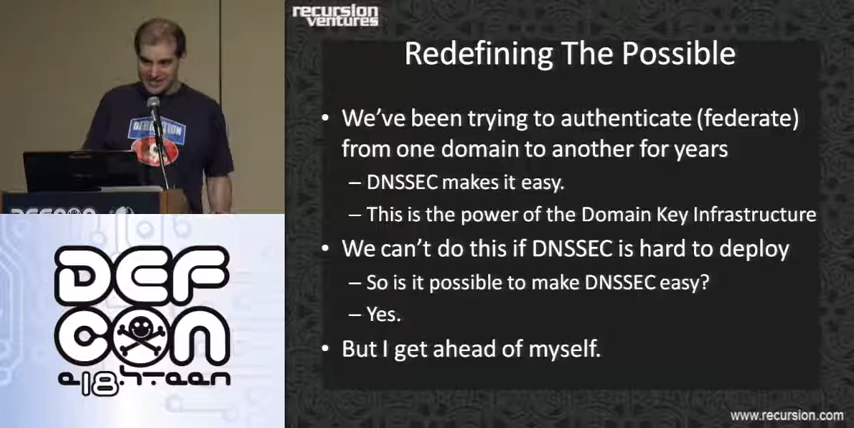 recursion
ventures
Redefining The Possible
• We've been trying to authenticate (federate)
from one domain to another for years
– DNSSEC makes it easy.
– This is the power of the Domain Key Infrastructure
• We can't do this if DNSSEC is hard to deploy
– So is it possible to make DNSSEC easy?
– Yes.
• But I get ahead of myself.
www.recursion.com
DEFCON
DEF
CON
e18h.teen